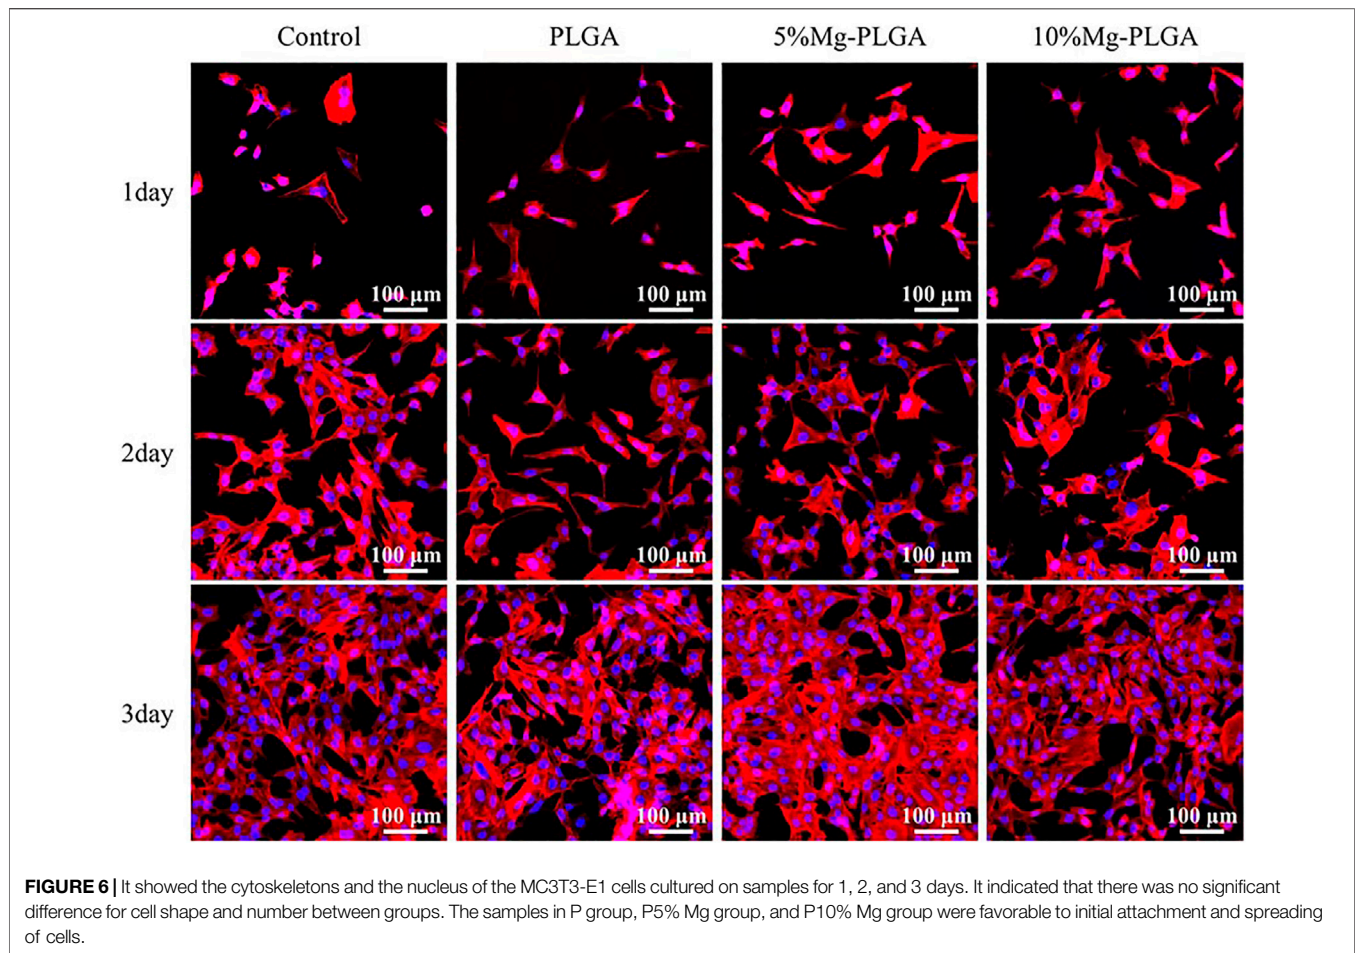 Control PLGA 5%Mg-PLGA 10%Mg-PLGA
1day
100 µm 100 µm 100 µm 100 µm
2day
100 µm 100 µm 100 µm 100 µm
3day
100 µm 100 µm 100 µm 100 µm
FIGURE 6 | It showed the cytoskeletons and the nucleus of the MC3T3-E1 cells cultured on samples for 1, 2, and 3 days. It indicated that there was no significant
difference for cell shape and number between groups. The samples in P group, P5% Mg group, and P10% Mg group were favorable to initial attachment and spreading
of cells.